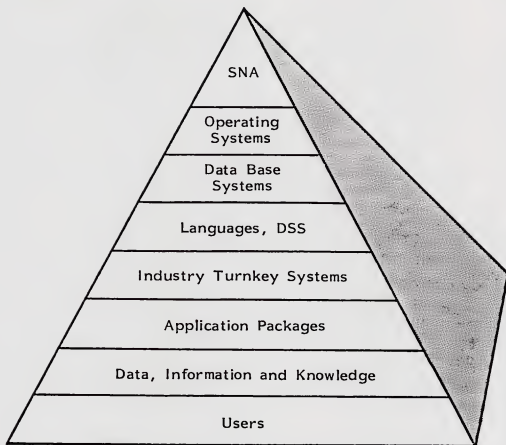 SNA
Operating
Systems
Data Base
Systems
Languages, DSS
Industry Turnkey Systems
Application Packages
Data, Information and Knowledge
Users